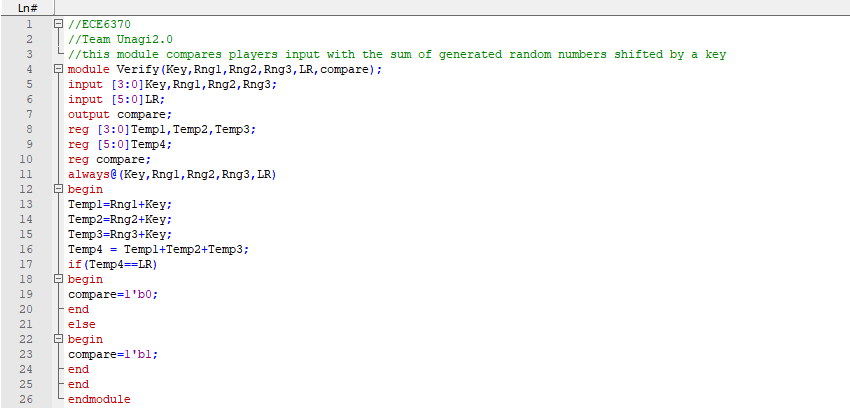 Ln#
1 //ECE6370
2 //Team Unagi2.0
3 //this module compares players input with the sum of generated random numbers shifted by a key
4 module Verify(Key,Rng1,Rng2,Rng3,LR,compare);
5 input [3:0]Key,Rng1,Rng2,Rng3;
6 input [5:0]LR;
7 output compare;
8 reg [3:0]Temp1,Temp2,Temp3;
9 reg [5:0]Temp4;
10 reg compare;
11 always@(Key,Rng1,Rng2,Rng3,LR)
12 begin
13 Temp1=Rng1+Key;
14 Temp2=Rng2+Key;
15 Temp3=Rng3+Key;
16 Temp4 = Temp1+Temp2+Temp3;
17 if(Temp4==LR)
18 begin
19 compare=1'b0;
20 end
21 else
22 begin
23 compare=1'b1;
24 end
25 end
26 endmodule